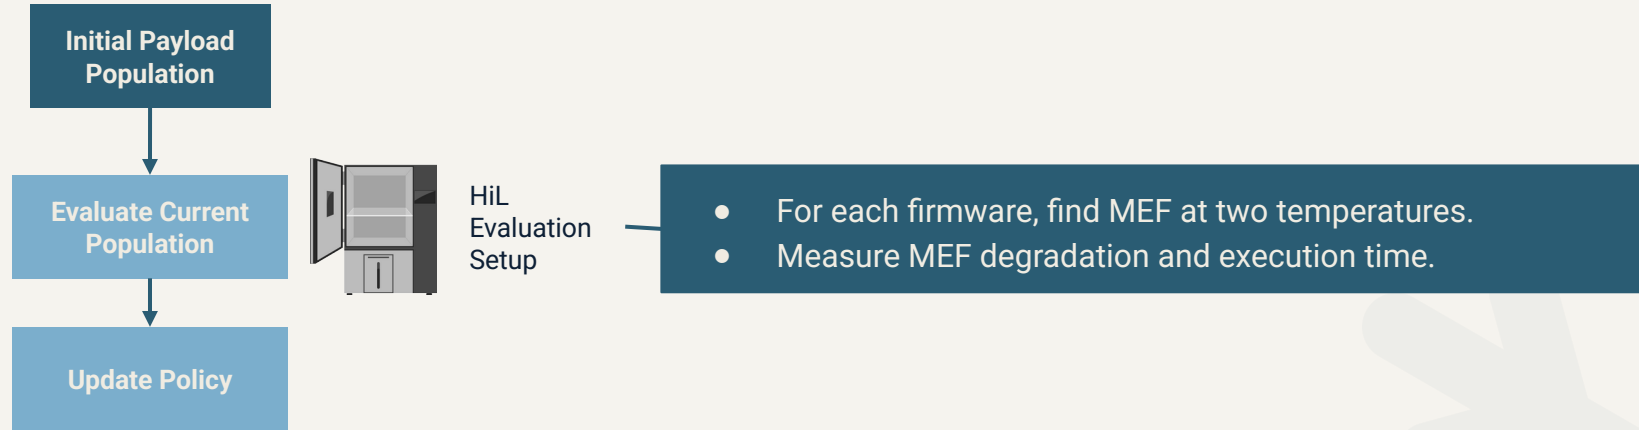 Initial Payload
Population
Evaluate Current
Population
HiL
Evaluation
Setup
● For each firmware, find MEF at two temperatures.
● Measure MEF degradation and execution time.
Update Policy